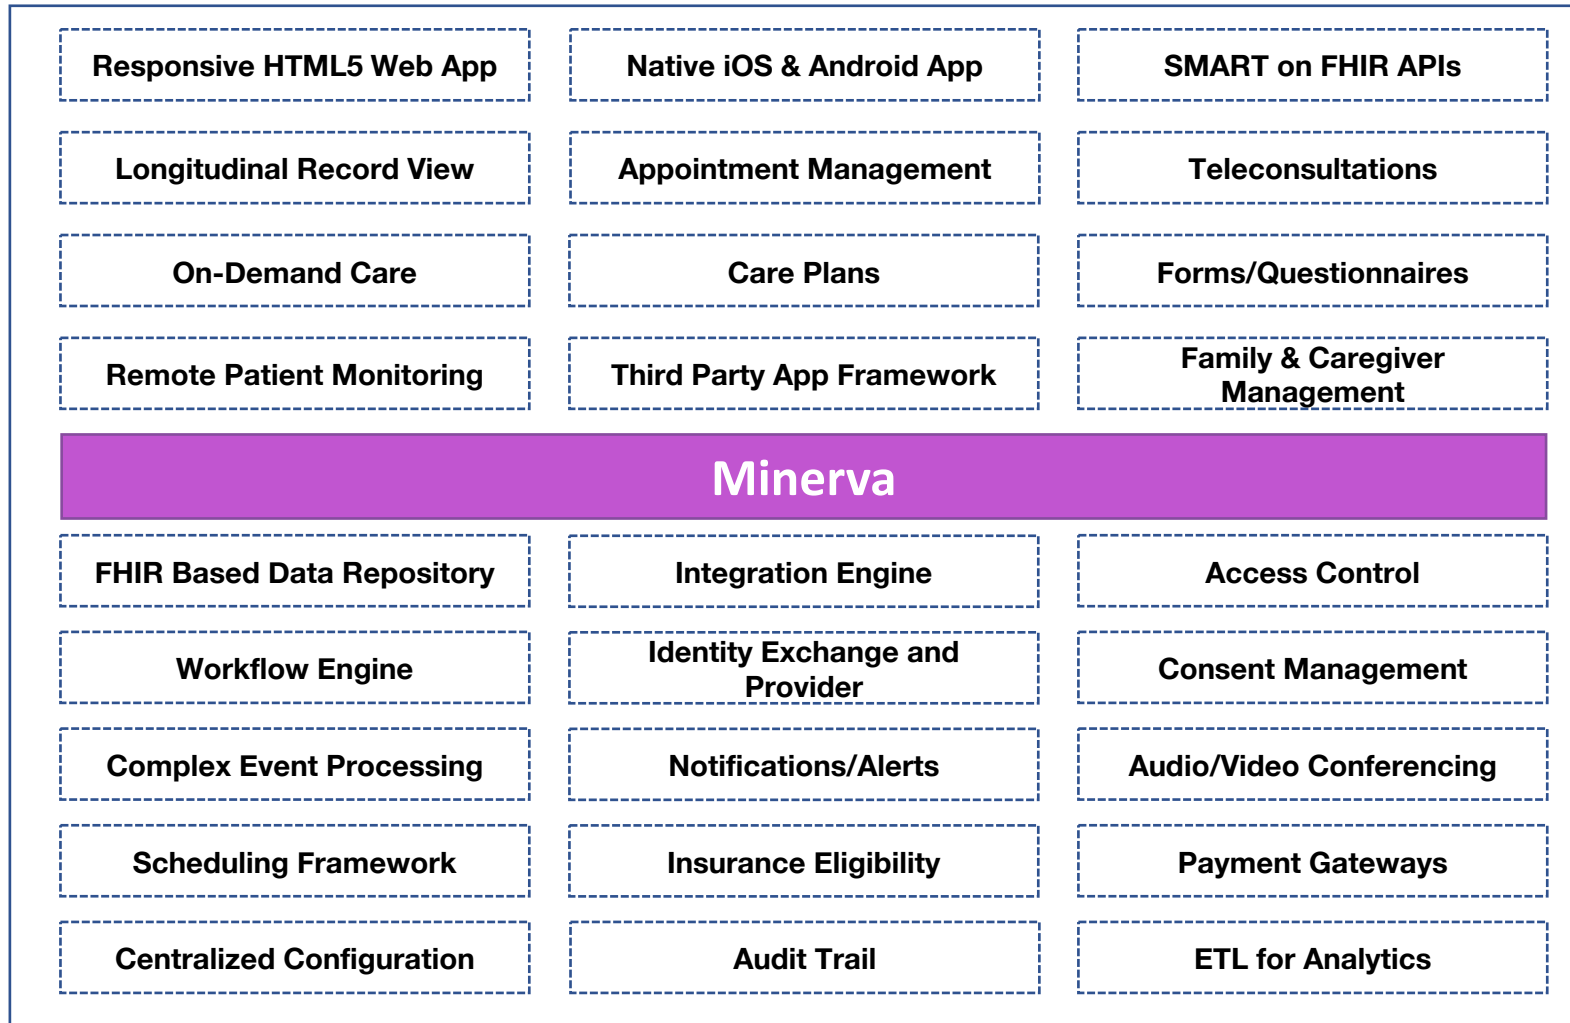 Responsive HTML5 Web App
Native iOS & Android App
SMART on FHIR APIs
Longitudinal Record View
Appointment Management
Teleconsultations
On-Demand Care
Care Plans
Forms/Questionnaires
Remote Patient Monitoring
Third Party App Framework
Family & Caregiver
Management
Minerva
FHIR Based Data Repository
Integration Engine
Access Control
Workflow Engine
Identity Exchange and
Provider
Consent Management
Complex Event Processing
Notifications/Alerts
Audio/Video Conferencing
Scheduling Framework
Insurance Eligibility
Payment Gateways
Centralized Configuration
Audit Trail
ETL for Analytics